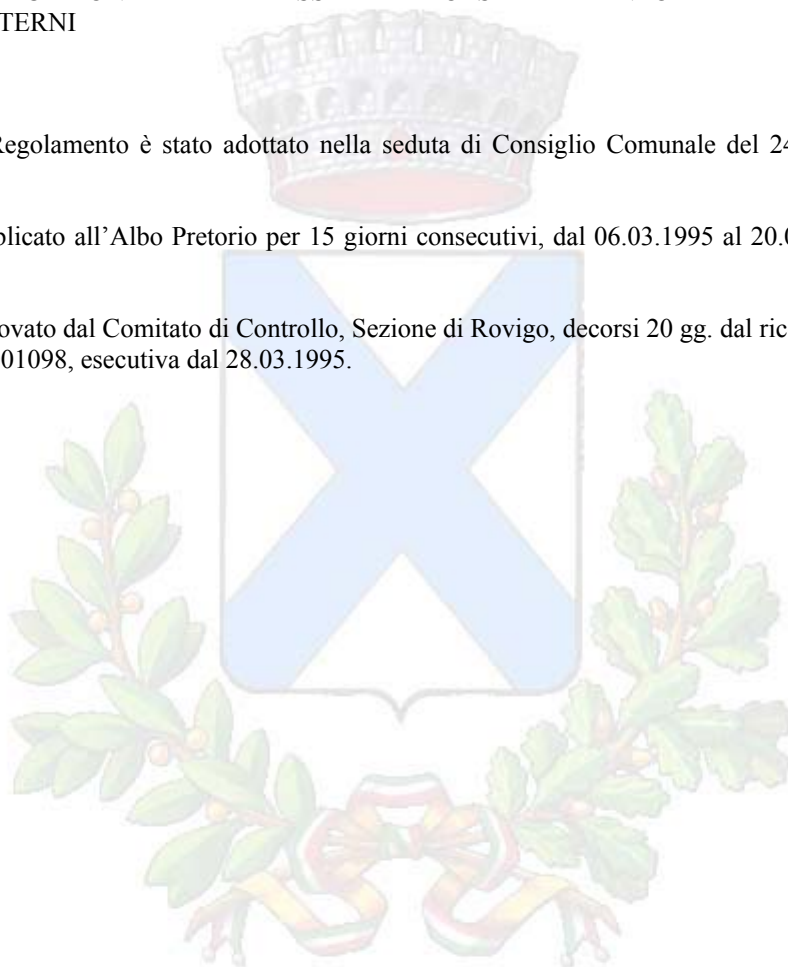 TERNI
Regolamento è stato adottato nella seduta di Consiglio Comunale del 24
blicato all’Albo Pretorio per 15 giorni consecutivi, dal 06.03.1995 al 20.0
ovato dal Comitato di Controllo, Sezione di Rovigo, decorsi 20 gg. dal ric
01098, esecutiva dal 28.03.1995.